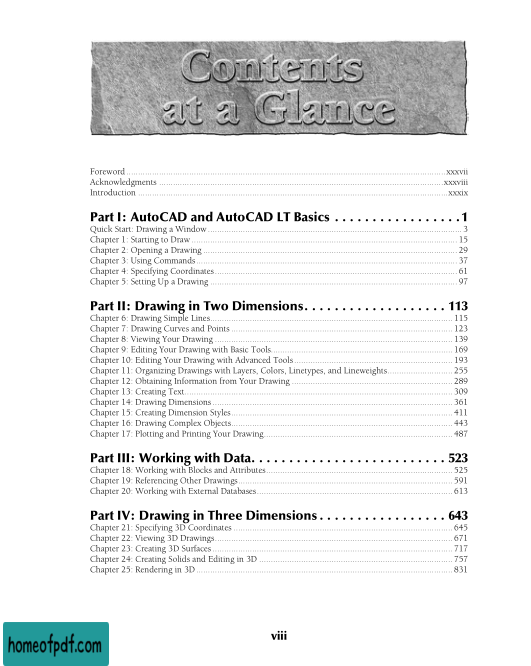 Contents
at a Glance
Foreword xxxvii
Acknowledgments xxxviii
Introduction xxxix
Part I: AutoCAD and AutoCAD LT Basics . . . . . . . . . . . . . . . . .1
Quick Start: Drawing a Window 3
Chapter 1: Starting to Draw 15
Chapter 2: Opening a Drawing 29
Chapter 3: Using Commands 37
Chapter 4: Specifying Coordinates 61
Chapter 5: Setting Up a Drawing 97
Part II: Drawing in Two Dimensions. . . . . . . . . . . . . . . . . . . 113
Chapter 6: Drawing Simple Lines 115
Chapter 7: Drawing Curves and Points 123
Chapter 8: Viewing Your Drawing 139
Chapter 9: Editing Your Drawing with Basic Tools 169
Chapter 10: Editing Your Drawing with Advanced Tools 193
Chapter 11: Organizing Drawings with Layers, Colors, Linetypes, and Lineweights 255
Chapter 12: Obtaining Information from Your Drawing 289
Chapter 13: Creating Text 309
Chapter 14: Drawing Dimensions 361
Chapter 15: Creating Dimension Styles 411
Chapter 16: Drawing Complex Objects 443
Chapter 17: Plotting and Printing Your Drawing 487
Part III: Working with Data. . . . . . . . . . . . . . . . . . . . . . . . . . 523
Chapter 18: Working with Blocks and Attributes 525
Chapter 19: Referencing Other Drawings 591
Chapter 20: Working with External Databases 613
Part IV: Drawing in Three Dimensions . . . . . . . . . . . . . . . . . 643
Chapter 21: Specifying 3D Coordinates 645
Chapter 22: Viewing 3D Drawings 671
Chapter 23: Creating 3D Surfaces 717
Chapter 24: Creating Solids and Editing in 3D 757
Chapter 25: Rendering in 3D 831
viii
homeofpdf.com